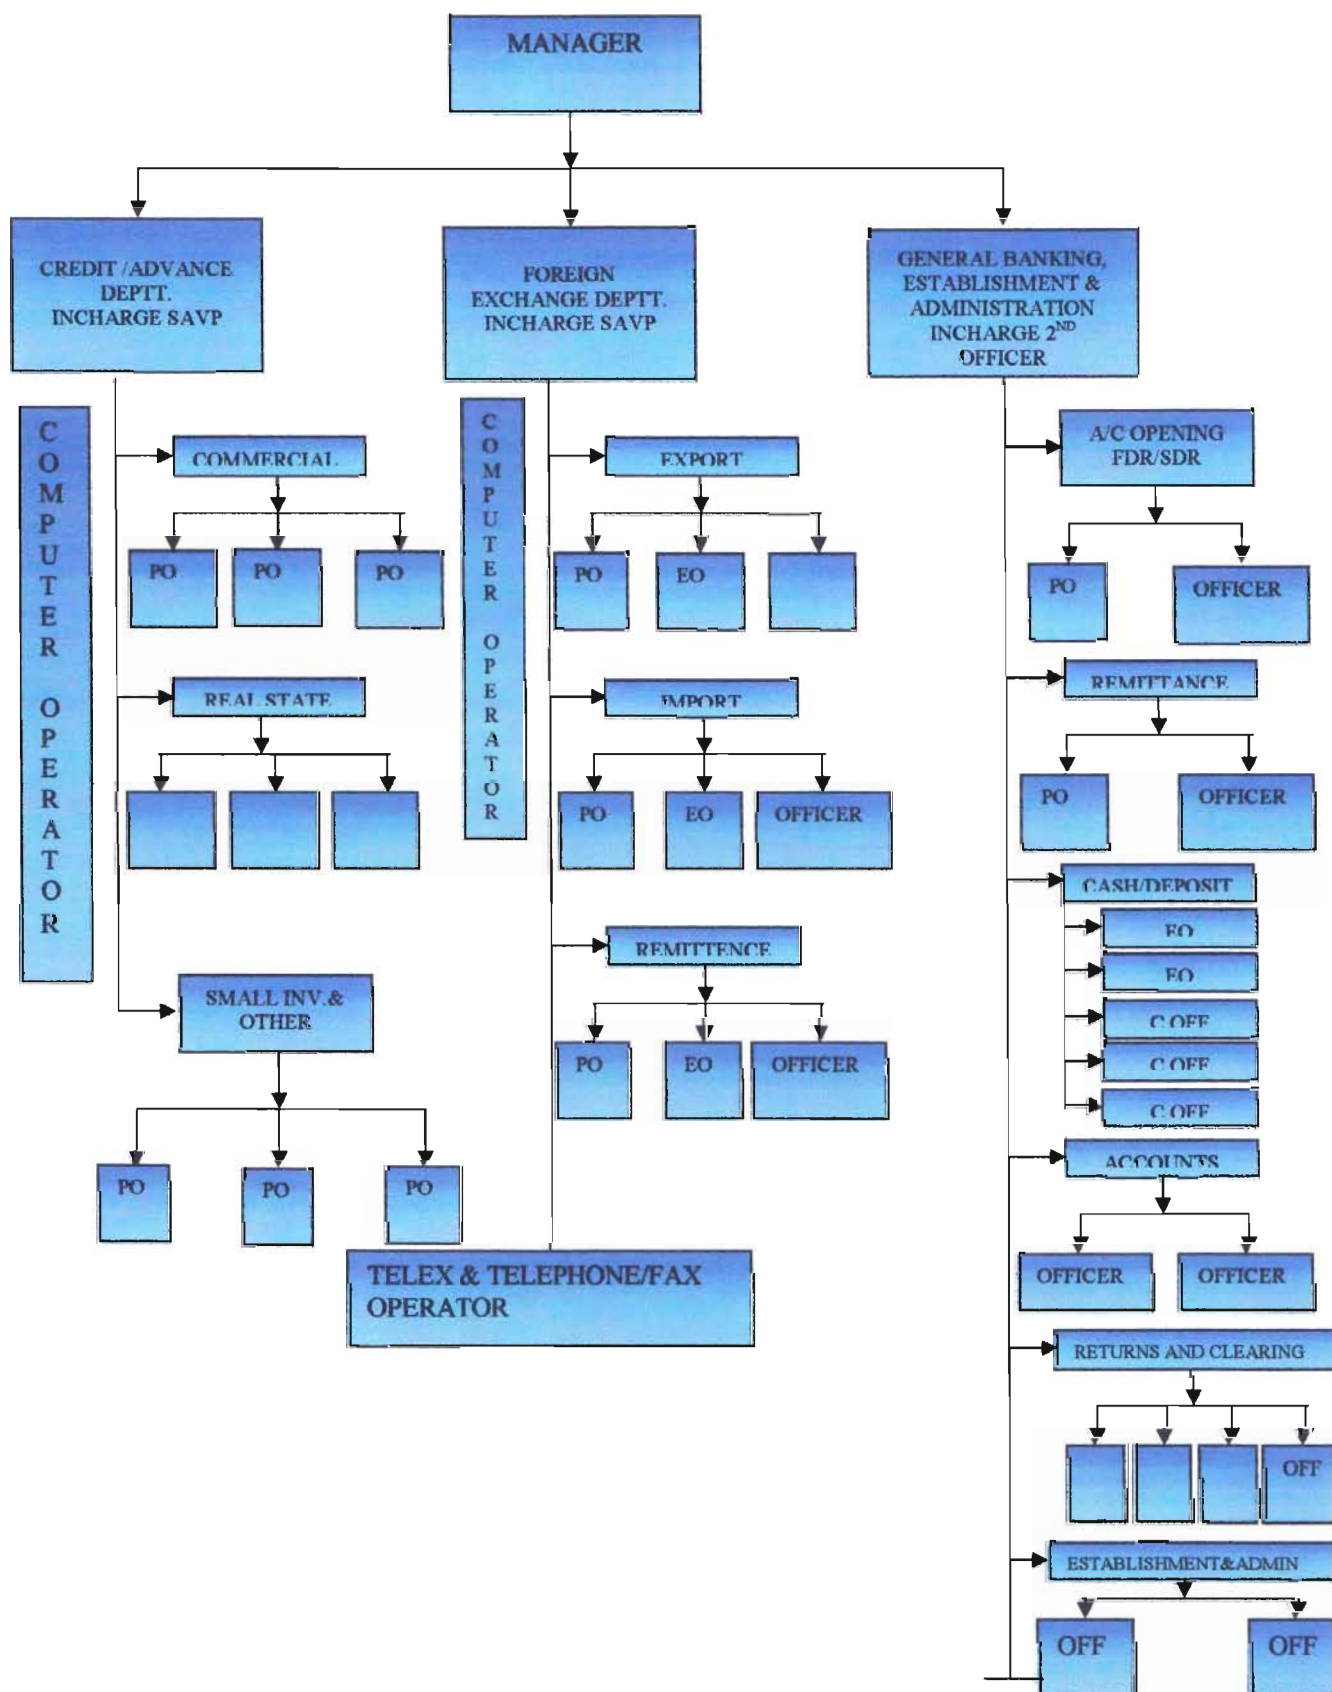 MANAGER
CREDIT /ADVANCE
DEPTT.
INCHARGE SAVP
FOREIGN
EXCHANGE DEPTT.
INCHARGE SAVP
GENERAL BANKING,
ESTABLISHMENT &
ADMINISTRATION
INCHARGE 2ND
OFFICER
COMPUTER OPERATOR
COMMERCIAL
PO
PO
PO
REAL STATE
SMALL INV.&
OTHER
PO
PO
PO
COMPUTER OPERATOR
EXPORT
PO
EO
IMPORT
PO
EO
OFFICER
REMITTENCE
PO
EO
OFFICER
TELEX & TELEPHONE/FAX
OPERATOR
A/C OPENING
FDR/SDR
PO
OFFICER
REMITTANCE
PO
OFFICER
CASH/DEPOSIT
EO
EO
C.OFF
C.OFF
C.OFF
ACCOUNTS
OFFICER
OFFICER
RETURNS AND CLEARING
OFF
ESTABLISHMENT&ADMIN
OFF
OFF